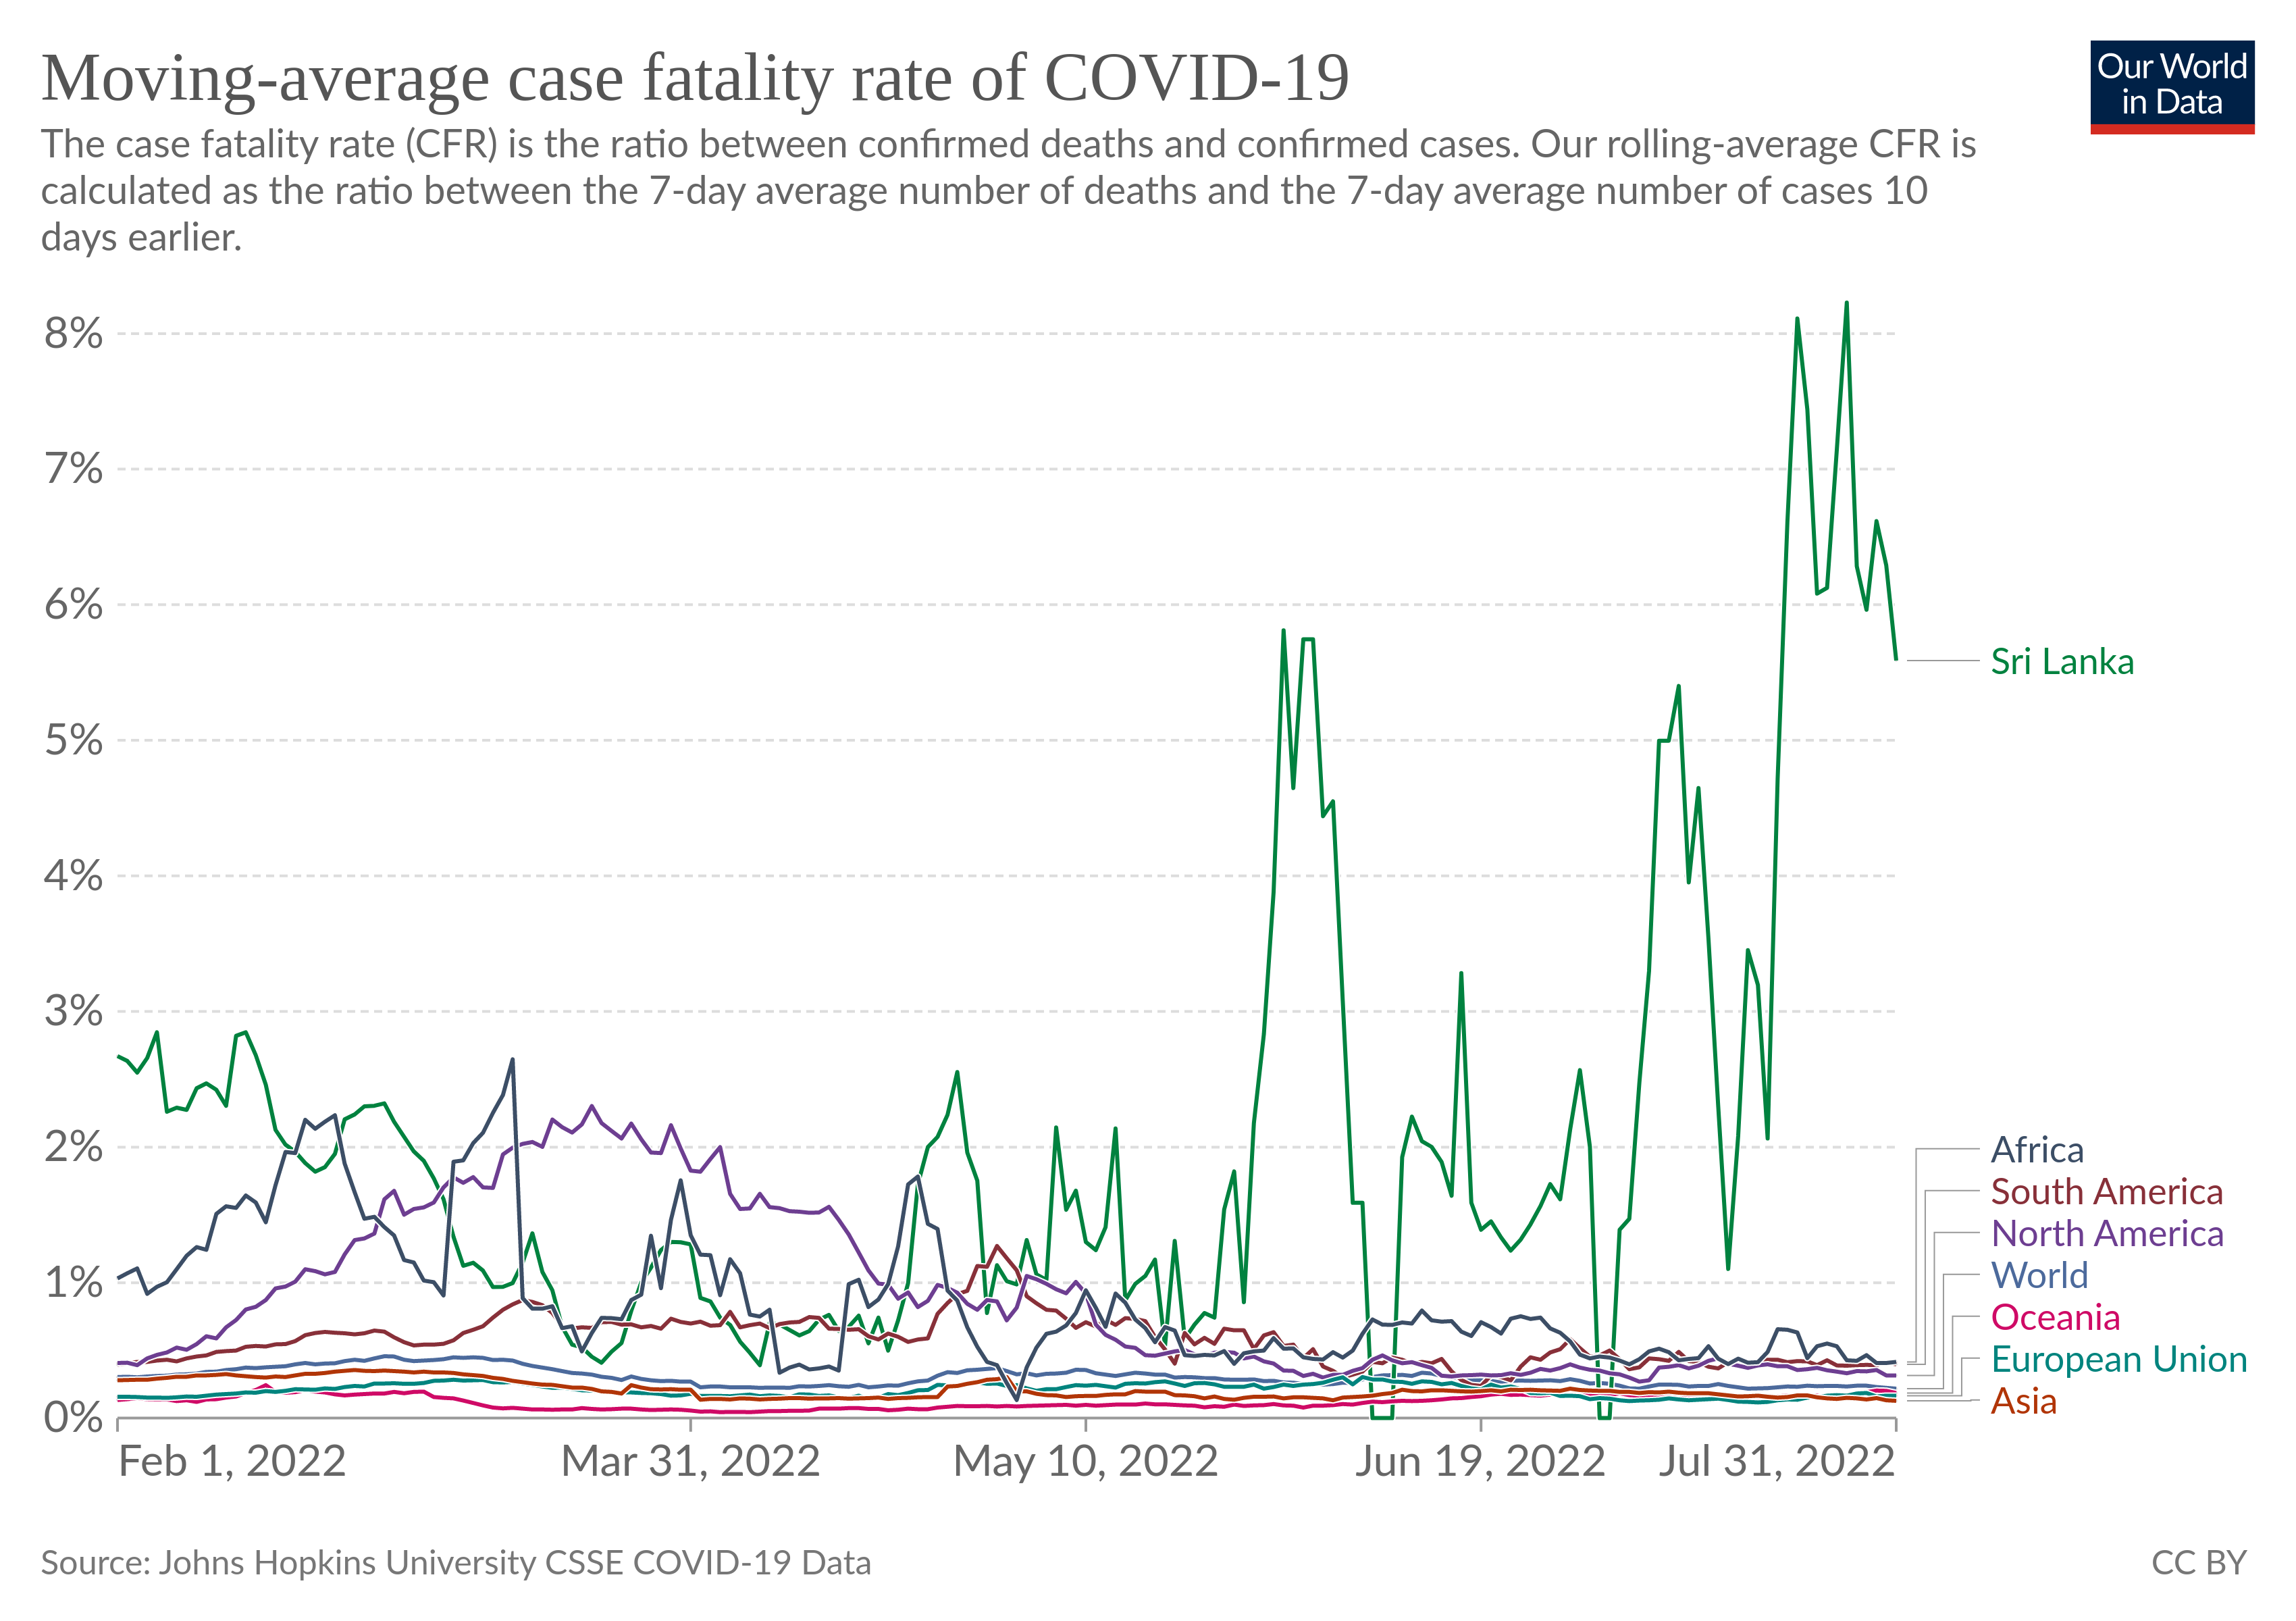 Moving-average case fatality rate of COVID-19
Our World
in Data
The case fatality rate (CFR) is the ratio between confirmed deaths and confirmed cases. Our rolling-average CFR is
calculated as the ratio between the 7-day average number of deaths and the 7-day average number of cases 10
days earlier.
8%
7%
6%
5%
4%
3%
2%
1%
0%
Sri Lanka
Africa
South America
North America
World
Oceania
European Union
Asia
Feb 1, 2022
Mar 31, 2022
May 10, 2022
Jun 19, 2022
Jul 31, 2022
Source: Johns Hopkins University CSSE COVID-19 Data
CC BY